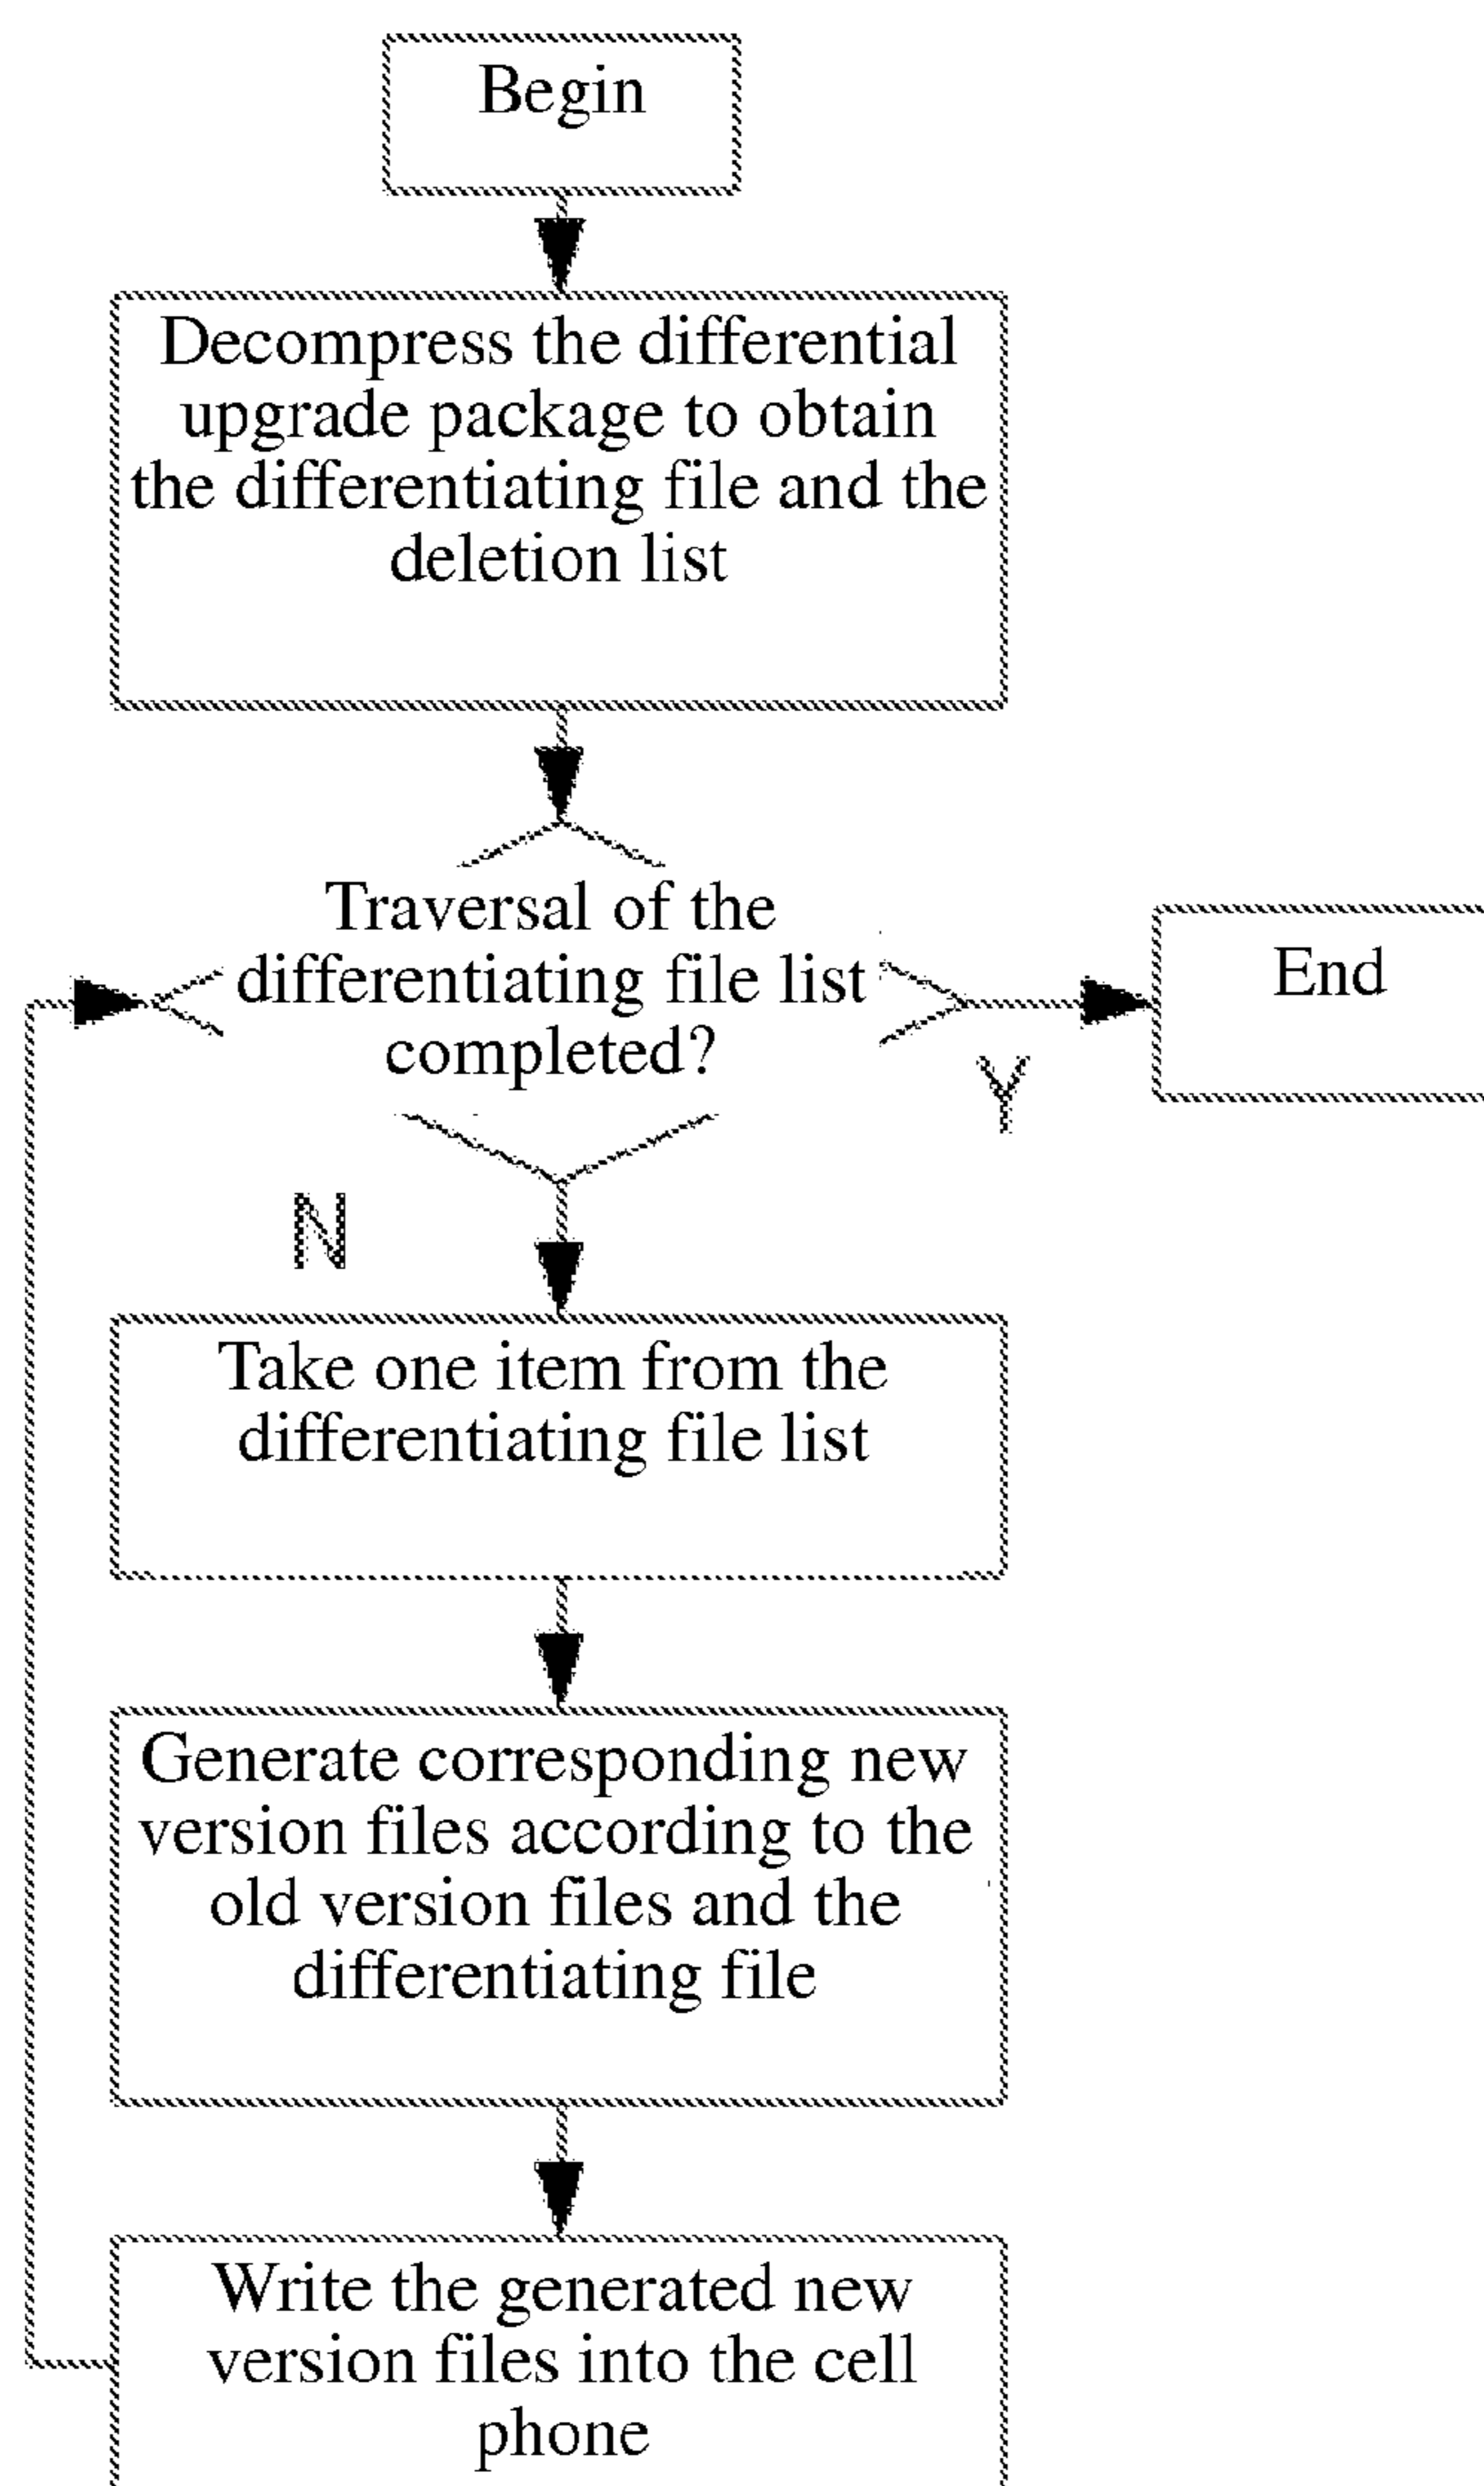 Begin
Decompress the differential
upgrade package to obtain
the differentiating file and the
deletion list
Traversal of the
differentiating file list
completed?
End
Y
N
Take one item from the
differentiating file list
Generate corresponding new
version files according to the
old version files and the
differentiating file
Write the generated new
version files into the cell
phone